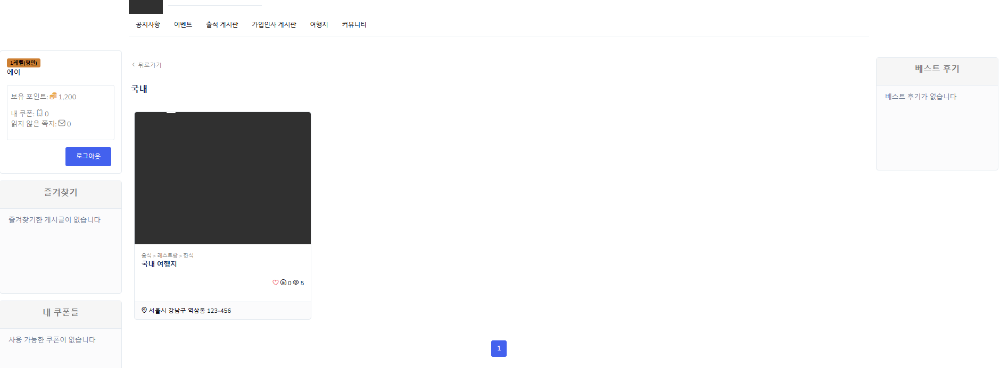 공지사항 이벤트 출석 게시판 가입인사 게시판 여행지 커뮤니티
1레벨(평민)
에이
보유 포인트: 1,200
내 쿠폰: 0
읽지 않은 쪽지: 0
로그아웃
즐겨찾기
즐겨찾기한 게시글이 없습니다
내 쿠폰들
사용 가능한 쿠폰이 없습니다
뒤로가기
국내
음식 > 레스토랑 > 한식
국내 여행지
0 5
서울시 강남구 역삼동 123-456
1
베스트 후기
베스트 후기가 없습니다